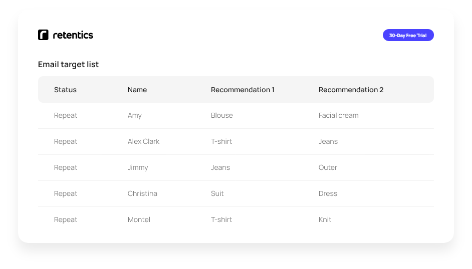 retentics
30-Day Free Trial
Email target list
Status Name Recommendation 1 Recommendation 2
Repeat Amy Blouse Facial cream
Repeat Alex Clark T-shirt Jeans
Repeat Jimmy Jeans Outer
Repeat Christina Suit Dress
Repeat Montel T-shirt Knit